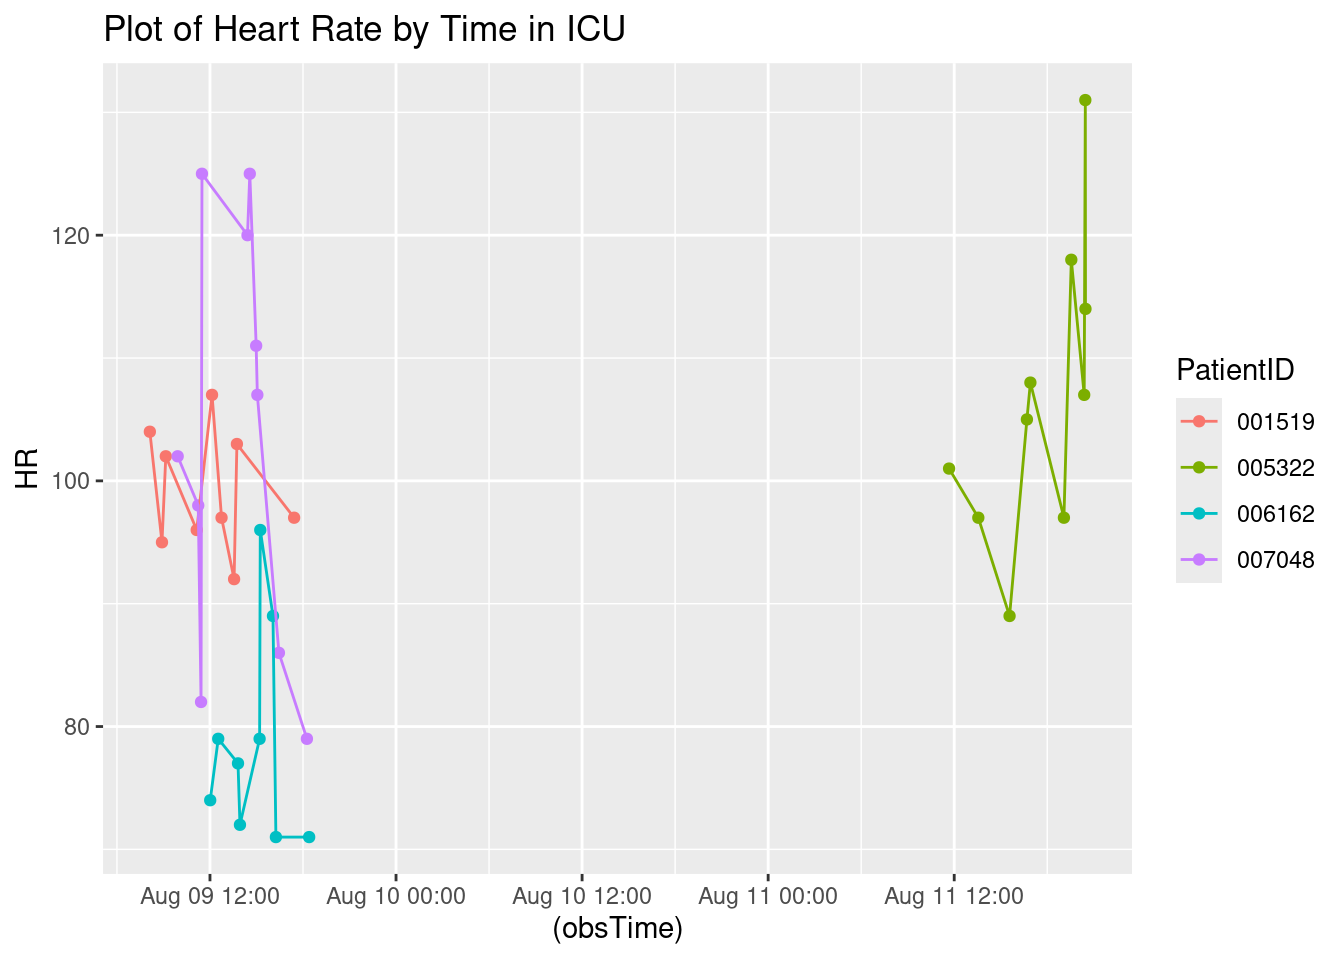 Plot of Heart Rate by Time in ICU
120
100
80
HR
Aug 09 12:00
Aug 10 00:00
Aug 10 12:00
Aug 11 00:00
Aug 11 12:00
(obsTime)
PatientID
001519
005322
006162
007048